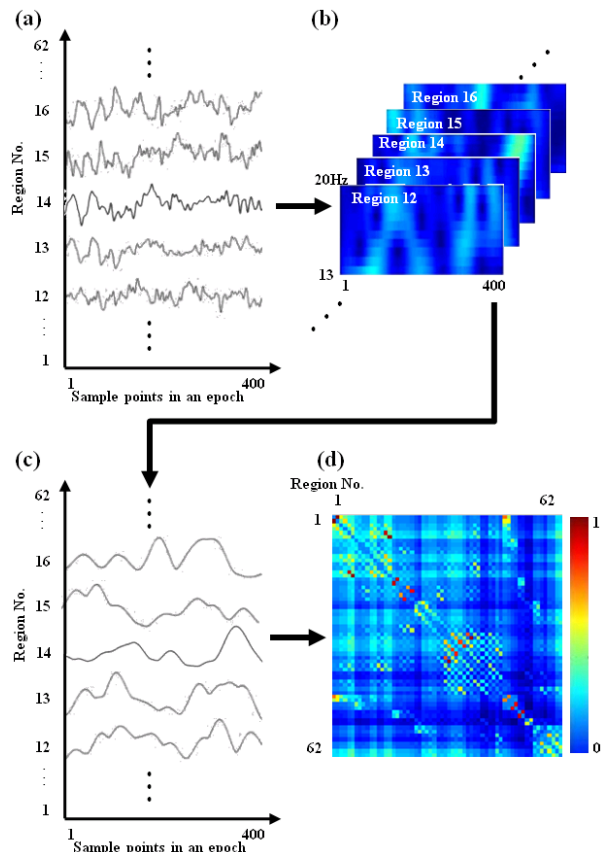 (a)
62
16
15
14
13
12
1
Region No.
1 400
Sample points in an epoch
(b)
Region 16
Region 15
Region 14
Region 13
Region 12
20Hz
13
1 400
(c)
62
16
15
14
13
12
1
Region No.
1 400
Sample points in an epoch
(d)
Region No.
1 62
1
62
1
0